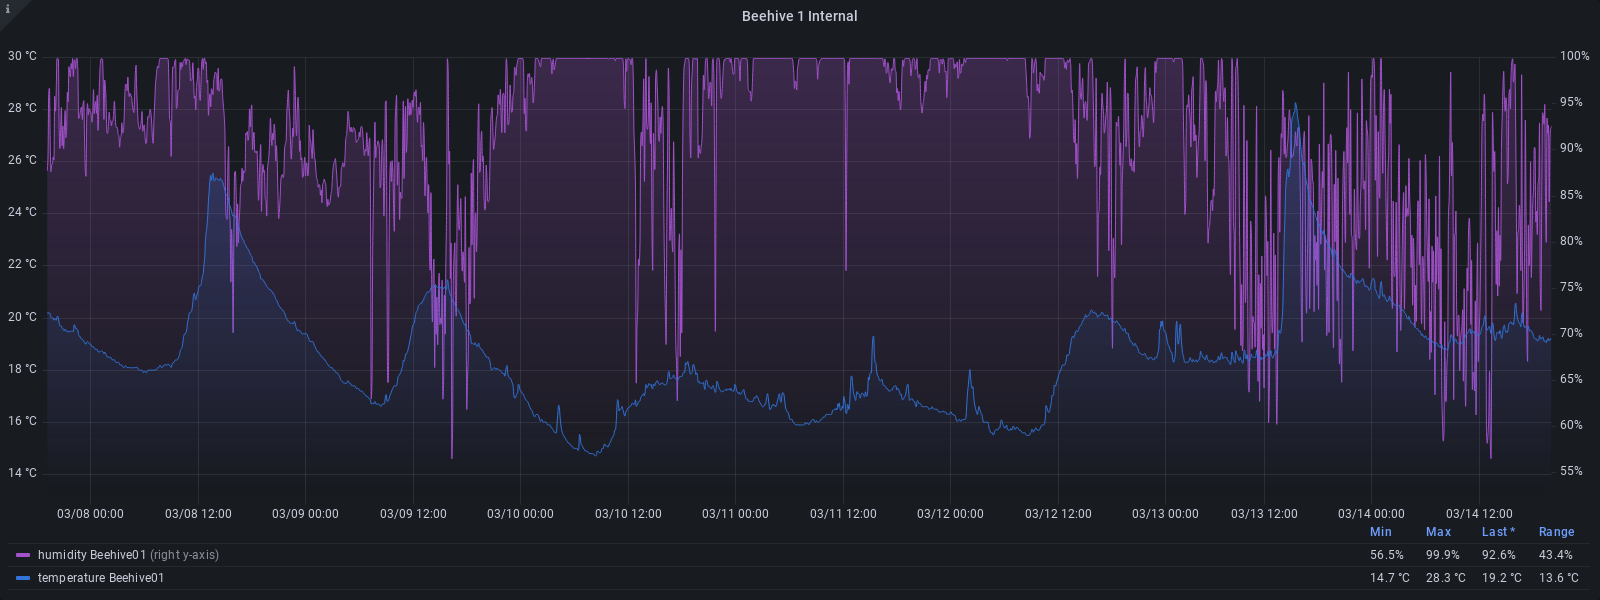 i
Beehive 1 Internal
30 °C
28 °C
26 °C
24 °C
22 °C
20 °C
18 °C
16 °C
14 °C
100%
95%
90%
85%
80%
75%
70%
65%
60%
55%
03/08 00:00 03/08 12:00 03/09 00:00 03/09 12:00 03/10 00:00 03/10 12:00 03/11 00:00 03/11 12:00 03/12 00:00 03/12 12:00 03/13 00:00 03/13 12:00 03/14 00:00 03/14 12:00
Min Max Last * Range
humidity Beehive01 (right y-axis) 56.5% 99.9% 92.6% 43.4%
temperature Beehive01 14.7 °C 28.3 °C 19.2 °C 13.6 °C